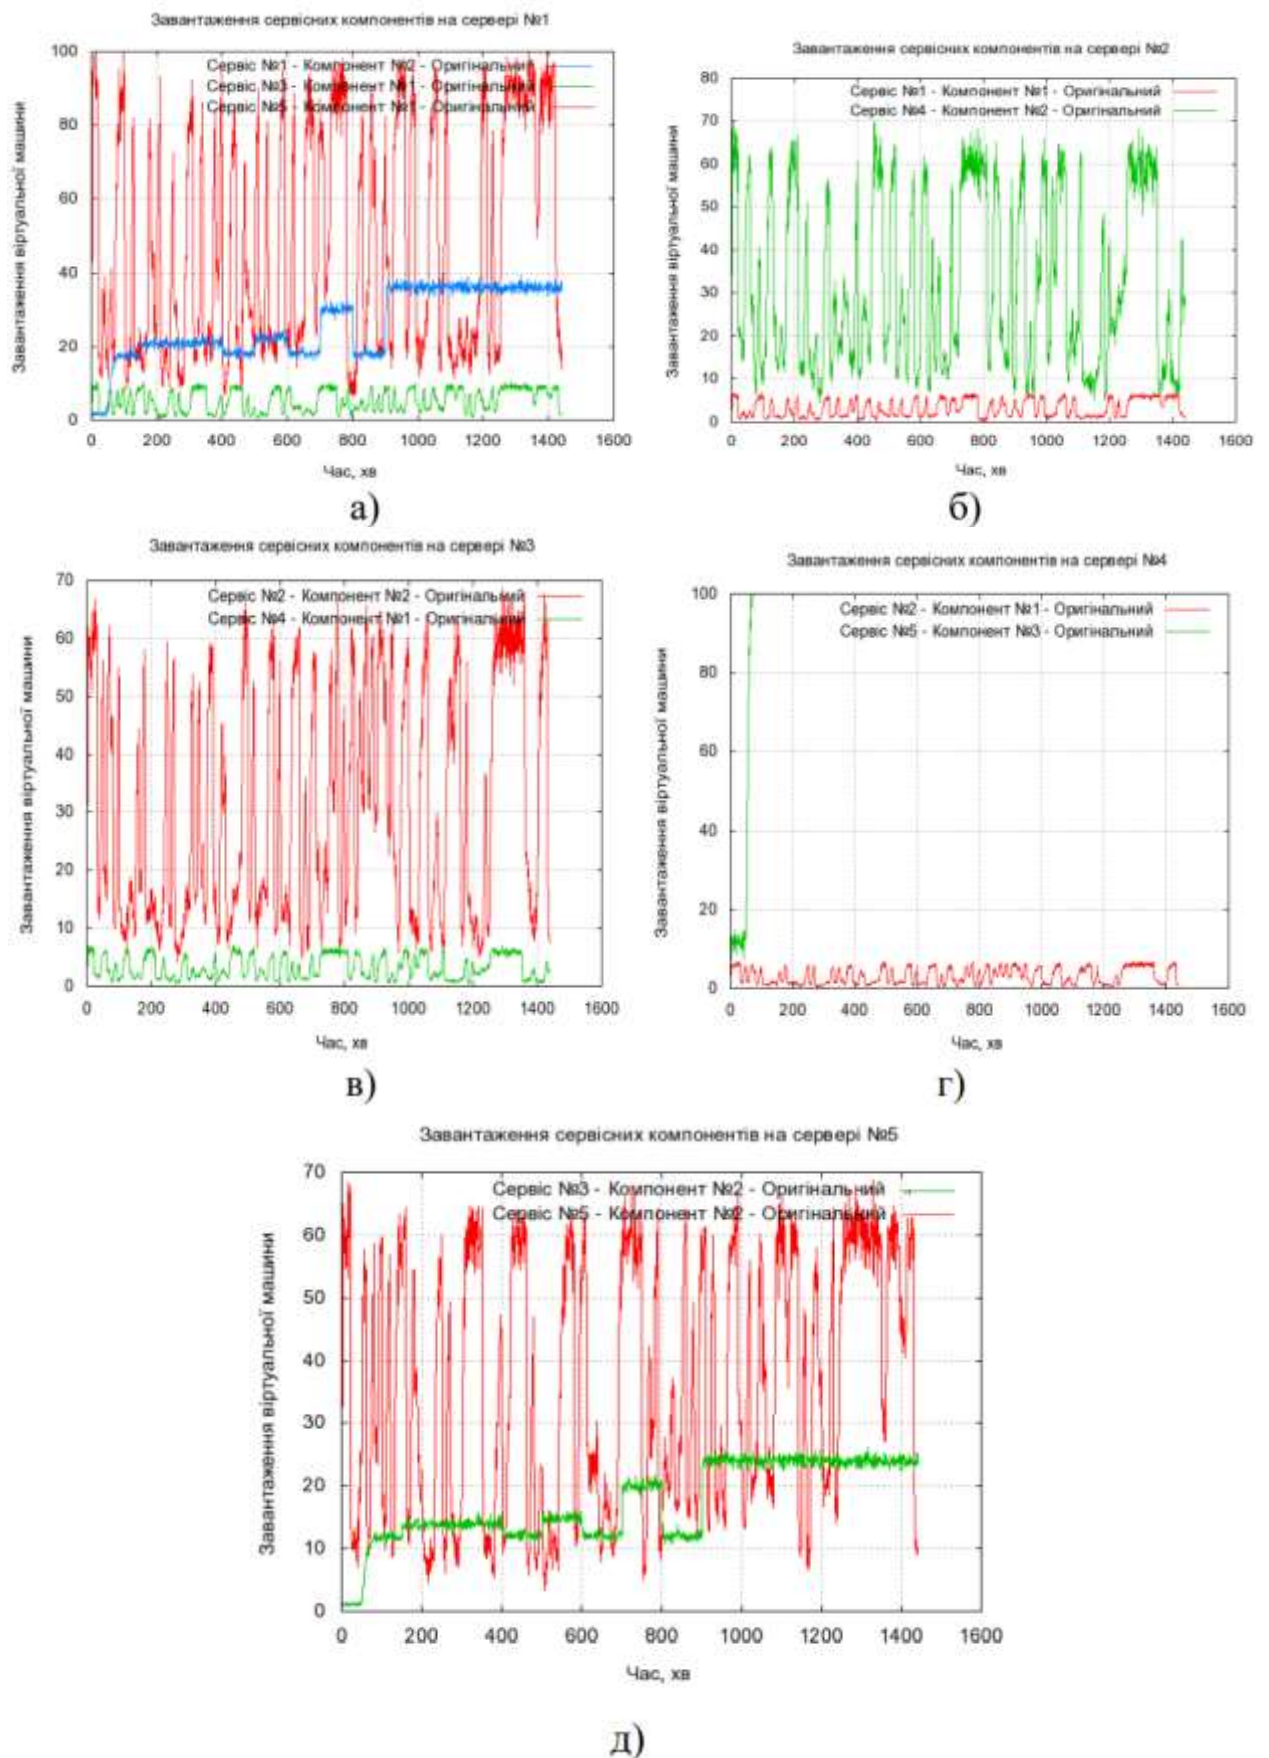 Завантаження сервісних компонентів на сервері №1
100
80
60
40
20
0
Завантаження віртуальної машини
Сервіс №1 - Компонент №2 - Оригінальний
Сервіс №3 - Компонент №1 - Оригінальний
Сервіс №5 - Компонент №1 - Оригінальний
0 200 400 600 800 1000 1200 1400 1600
Час, хв
а)
Завантаження сервісних компонентів на сервері №2
80
70
60
50
40
30
20
10
0
Завантаження віртуальної машини
Сервіс №1 - Компонент №1 - Оригінальний
Сервіс №4 - Компонент №2 - Оригінальний
0 200 400 600 800 1000 1200 1400 1600
Час, хв
б)
Завантаження сервісних компонентів на сервері №3
70
60
50
40
30
20
10
0
Завантаження віртуальної машини
Сервіс №2 - Компонент №2 - Оригінальний
Сервіс №4 - Компонент №1 - Оригінальний
0 200 400 600 800 1000 1200 1400 1600
Час, хв
в)
Завантаження сервісних компонентів на сервері №4
100
80
60
40
20
0
Завантаження віртуальної машини
Сервіс №2 - Компонент №1 - Оригінальний
Сервіс №5 - Компонент №3 - Оригінальний
0 200 400 600 800 1000 1200 1400 1600
Час, хв
г)
Завантаження сервісних компонентів на сервері №5
70
60
50
40
30
20
10
0
Завантаження віртуальної машини
Сервіс №3 - Компонент №2 - Оригінальний
Сервіс №5 - Компонент №2 - Оригінальний
0 200 400 600 800 1000 1200 1400 1600
Час, хв
д)